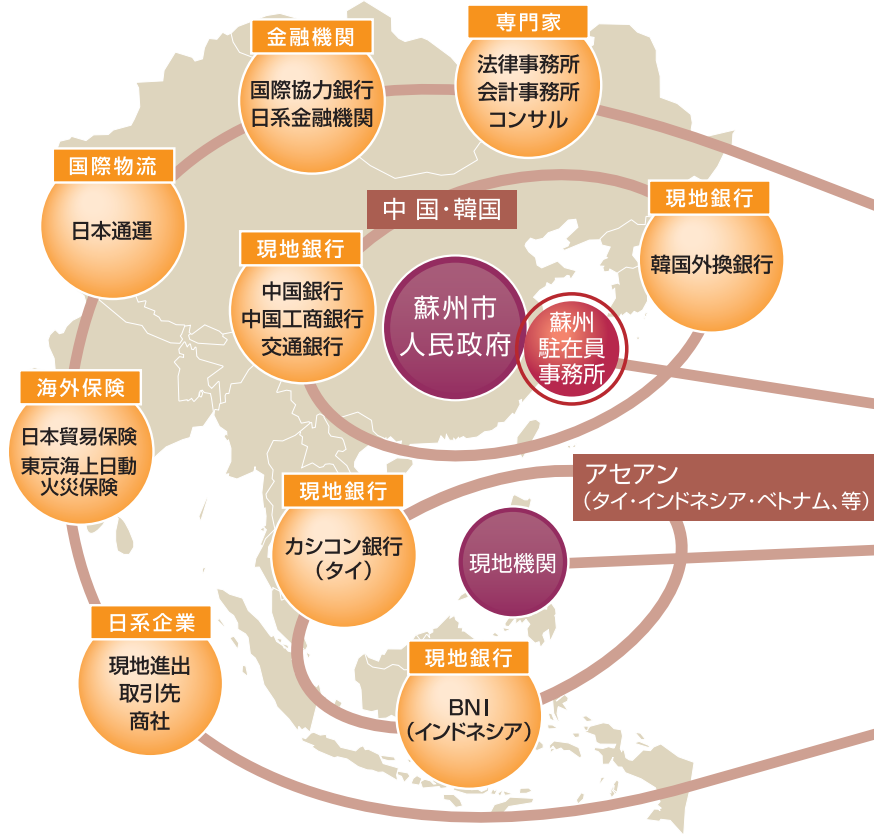 専門家
法律事務所
会計事務所
コンサル
金融機関
国際協力銀行
日系金融機関
国際物流
日本通運
中国・韓国
現地銀行
韓国外換銀行
現地銀行
中国銀行
中国工商銀行
交通銀行
蘇州市
人民政府
蘇州
駐在員
事務所
海外保険
日本貿易保険
東京海上日動
火災保険
アセアン
（タイ・インドネシア・ベトナム、等）
現地銀行
カシコン銀行
（タイ）
現地機関
日系企業
現地進出
取引先
商社
現地銀行
BNI
（インドネシア）